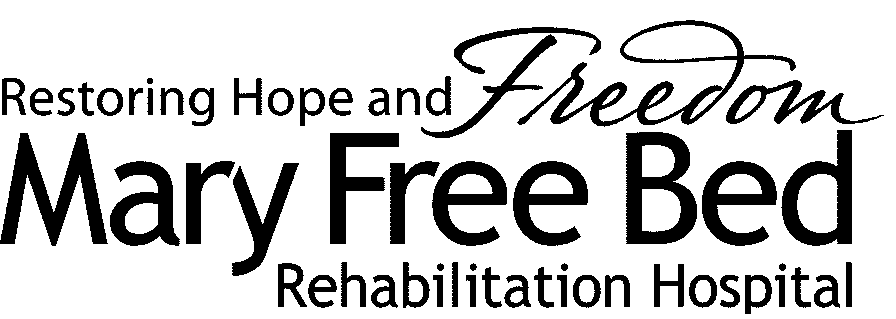 Restoring Hope and Freedom
Mary Free Bed
Rehabilitation Hospital